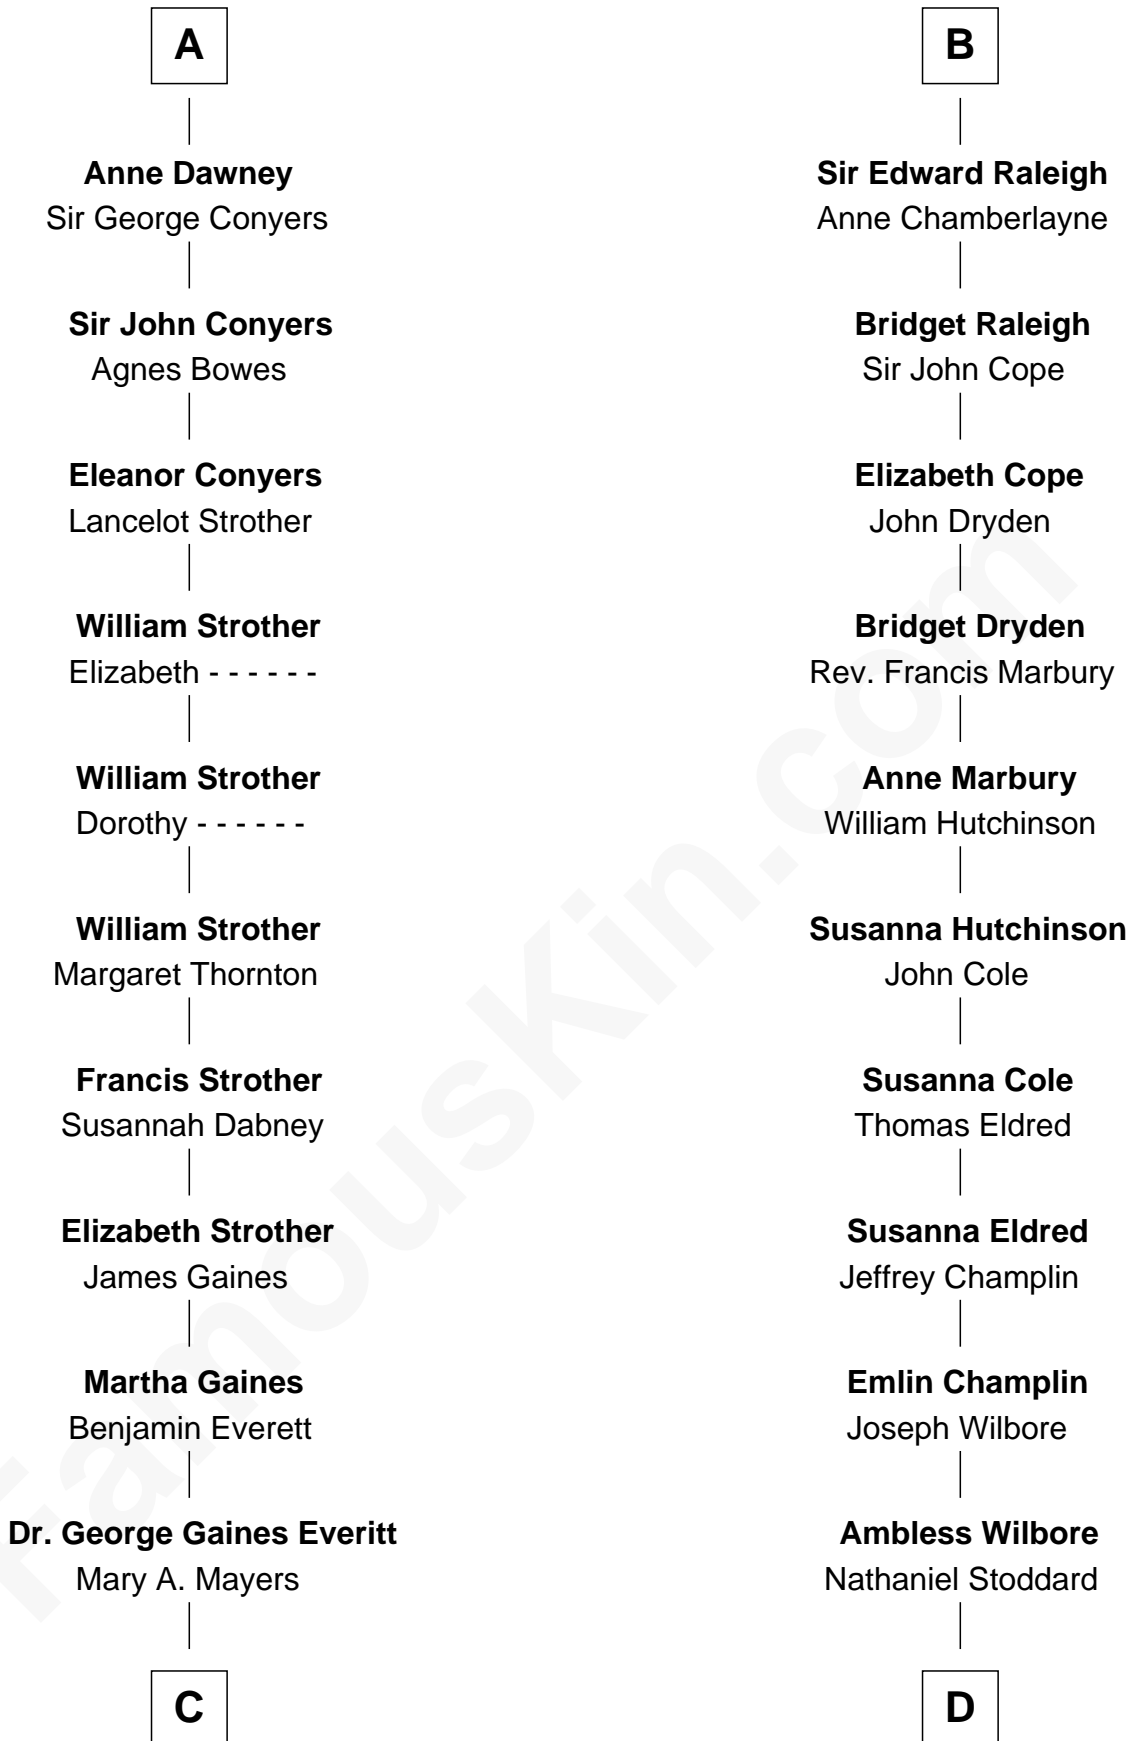 A
Anne Dawney
Sir George Conyers
Sir John Conyers
Agnes Bowes
Eleanor Conyers
Lancelot Strother
William Strother
Elizabeth - - - - - -
William Strother
Dorothy - - - - - -
William Strother
Margaret Thornton
Francis Strother
Susannah Dabney
Elizabeth Strother
James Gaines
Martha Gaines
Benjamin Everett
Dr. George Gaines Everitt
Mary A. Mayers
C
B
Sir Edward Raleigh
Anne Chamberlayne
Bridget Raleigh
Sir John Cope
Elizabeth Cope
John Dryden
Bridget Dryden
Rev. Francis Marbury
Anne Marbury
William Hutchinson
Susanna Hutchinson
John Cole
Susanna Cole
Thomas Eldred
Susanna Eldred
Jeffrey Champlin
Emlin Champlin
Joseph Wilbore
Ambless Wilbore
Nathaniel Stoddard
D
FamousKin.com